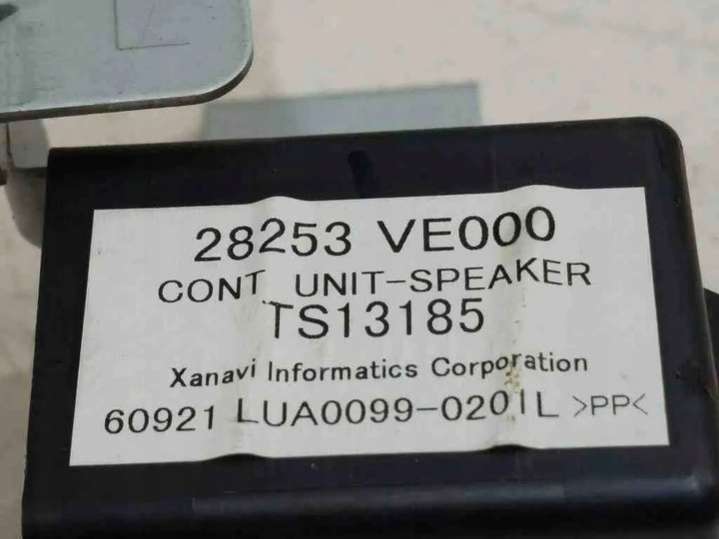 28253 VE000
CONT UNIT-SPEAKER
TS13185
Xanavi Informatics Corporation
60921 LUA0099-0201L >PP<